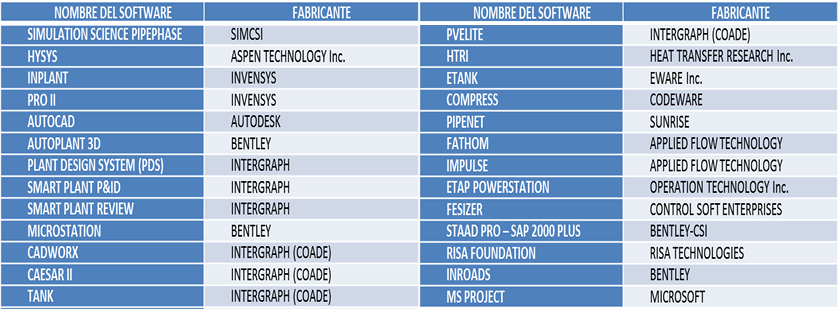 NOMBRE DEL SOFTWARE FABRICANTE NOMBRE DEL SOFTWARE FABRICANTE
SIMULATION SCIENCE PIPEPHASE SIMCSI PVELITE INTERGRAPH (COADE)
HYSYS ASPEN TECHNOLOGY Inc. HTRI HEAT TRANSFER RESEARCH Inc.
INPLANT INVENSYS ETANK EWARE Inc.
PRO II INVENSYS COMPRESS CODEWARE
AUTOCAD AUTODESK PIPENET SUNRISE
AUTOPLANT 3D BENTLEY FATHOM APPLIED FLOW TECHNOLOGY
PLANT DESIGN SYSTEM (PDS) INTERGRAPH IMPULSE APPLIED FLOW TECHNOLOGY
SMART PLANT P&ID INTERGRAPH ETAP POWERSTATION OPERATION TECHNOLOGY Inc.
SMART PLANT REVIEW INTERGRAPH FESIZER CONTROL SOFT ENTERPRISES
MICROSTATION BENTLEY STAAD PRO – SAP 2000 PLUS BENTLEY-CSI
CADWORX INTERGRAPH (COADE) RISA FOUNDATION RISA TECHNOLOGIES
CAESAR II INTERGRAPH (COADE) INROADS BENTLEY
TANK INTERGRAPH (COADE) MS PROJECT MICROSOFT